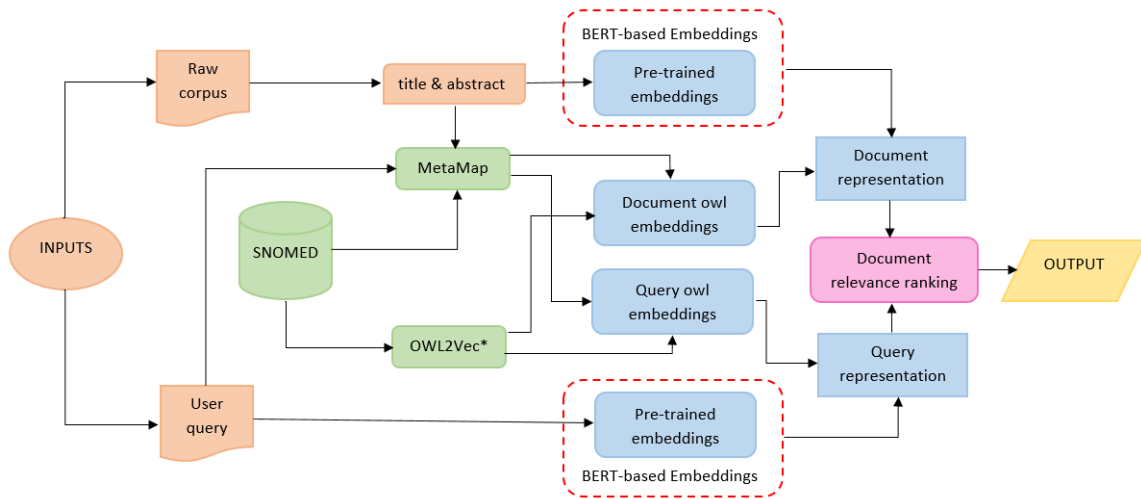 BERT-based Embeddings
Raw
corpus
title & abstract
Pre-trained
embeddings
MetaMap
Document
representation
Document owl
embeddings
INPUTS
SNOMED
Document
relevance ranking
OUTPUT
Query owl
embeddings
OWL2Vec*
Query
representation
User
query
Pre-trained
embeddings
BERT-based Embeddings